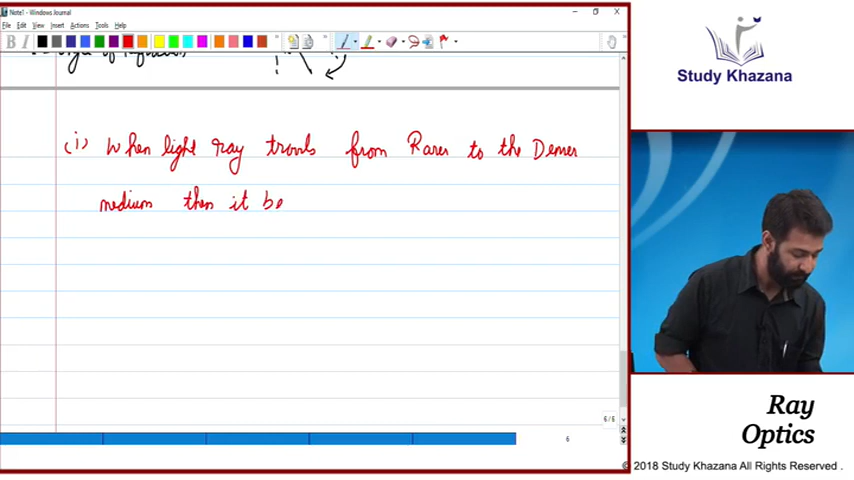 Note1 - Windows Journal
File Edit View Insert Actions Tools Help
B I
Study Khazana
(i) When light ray travels from Rarer to the Denser
medium then it be
6/6
6
Ray
Optics
© 2018 Study Khazana All Rights Reserved .